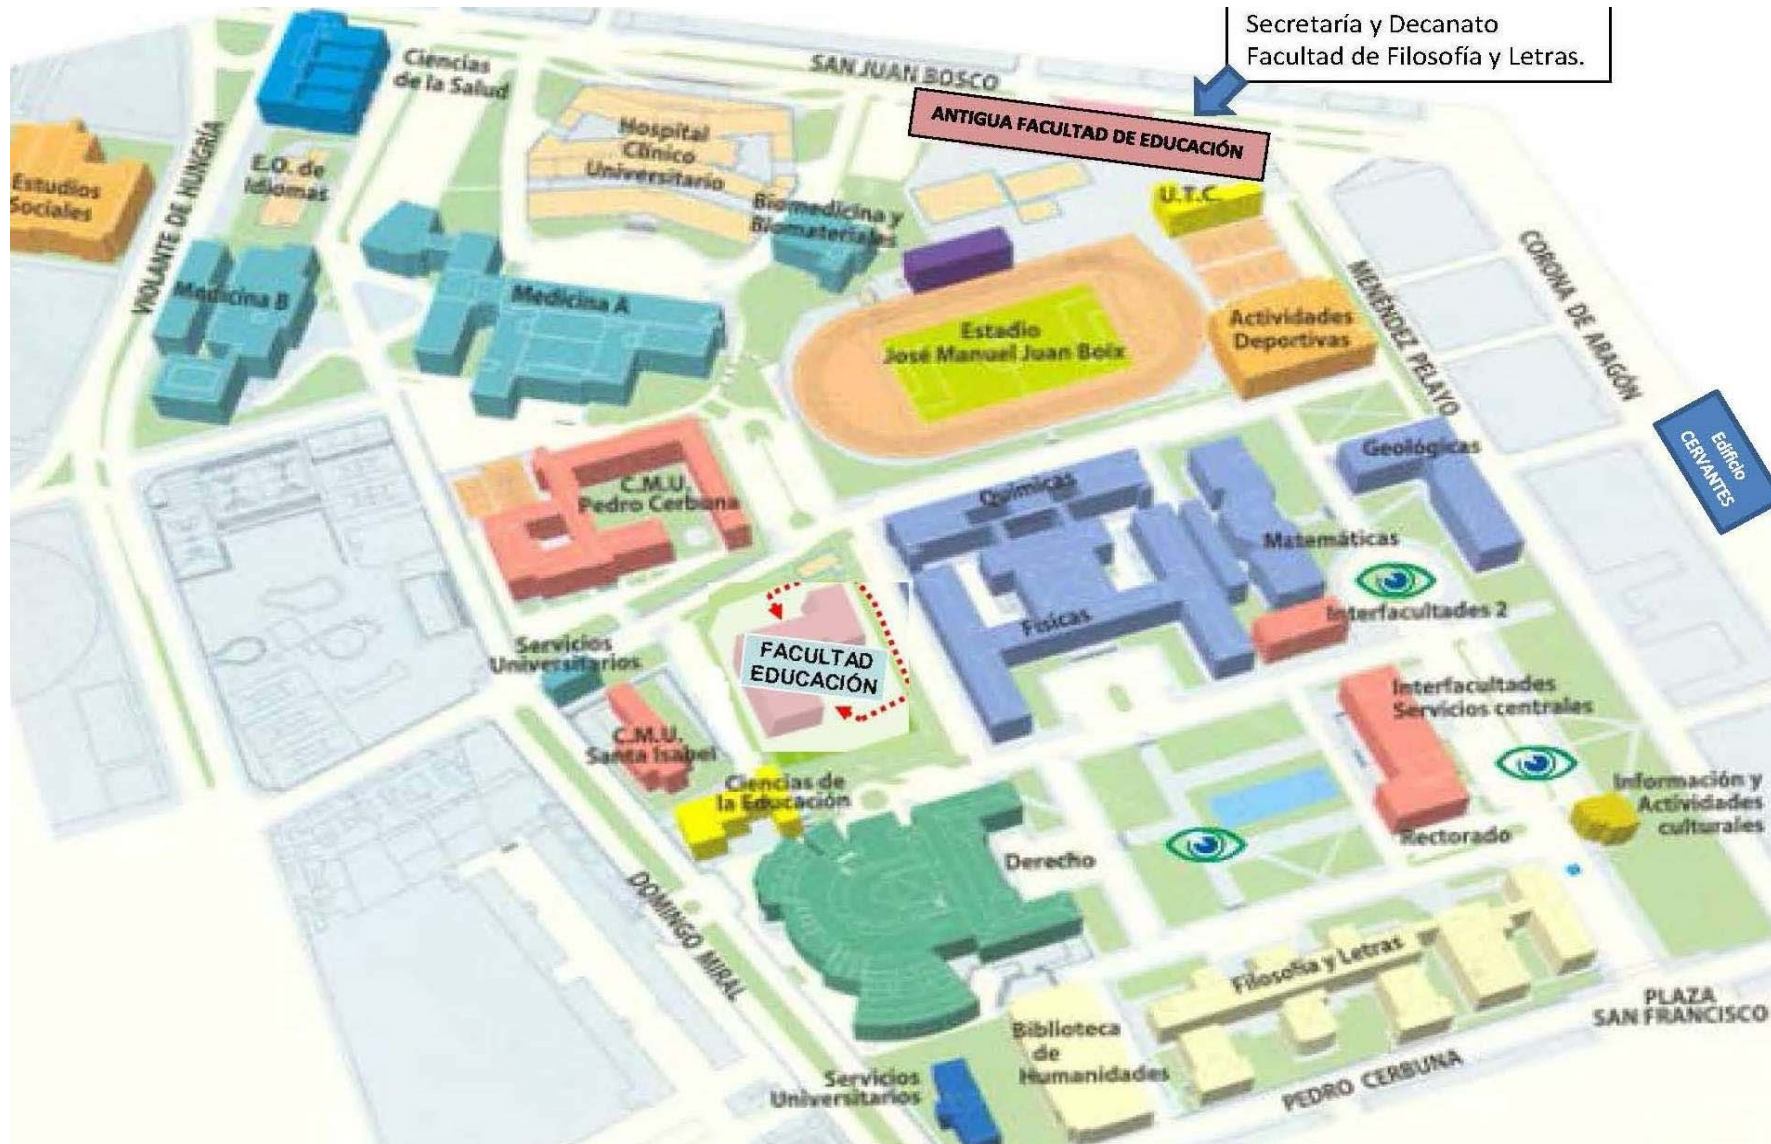 Secretaría y Decanato
Facultad de Filosofía y Letras.
SAN JUAN BOSCO
ANTIGUA FACULTAD DE EDUCACIÓN
Ciencias
de la Salud
Hospital
Clínico
Universitario
E.O. de
Idiomas
Estudios
Sociales
VIOLANTE DE HUNGRÍA
Biomedicina y
Biomateriales
U.T.C.
CORONA DE ARAGÓN
MENÉNDEZ PELAYO
Medicina B
Medicina A
Estadio
José Manuel Juan Boix
Actividades
Deportivas
Edificio
CERVANTES
Geológicas
C.M.U.
Pedro Cerbuna
Químicas
Matemáticas
Físicas
Interfacultades 2
Servicios
Universitarios
FACULTAD
EDUCACIÓN
Interfacultades
Servicios centrales
C.M.U.
Santa Isabel
Ciencias de
la Educación
Información y
Actividades
culturales
Rectorado
Derecho
DOMINGO MIRAL
Filosofía y Letras
PLAZA
SAN FRANCISCO
Biblioteca
de
Humanidades
Servicios
Universitarios
PEDRO CERBUNA